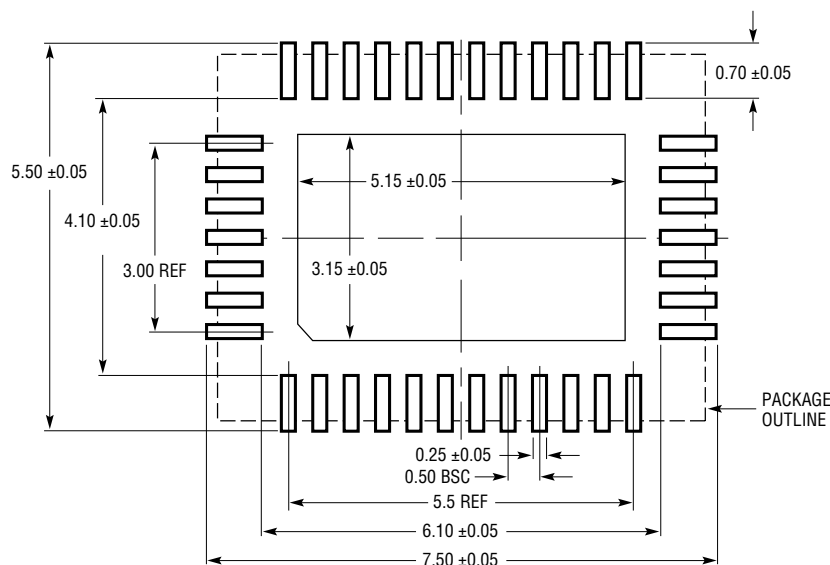 0.70 ±0.05
5.50 ±0.05
5.15 ±0.05
4.10 ±0.05
3.00 REF
3.15 ±0.05
PACKAGE
OUTLINE
0.25 ±0.05
0.50 BSC
5.5 REF
6.10 ±0.05
7.50 ±0.05